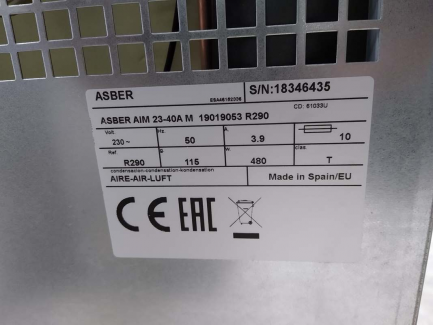 ASBER S/N:18346435
ESA46192336 CD: 61033U
ASBER AIM 23-40A M 19019053 R290
Volt. Hz. A.
230 ~ 50 3.9 10
Ref. G W. clas.
R290 115 480 T
condensacion-condensation-kondensation
AIRE-AIR-LUFT Made in Spain/EU
CE EAC